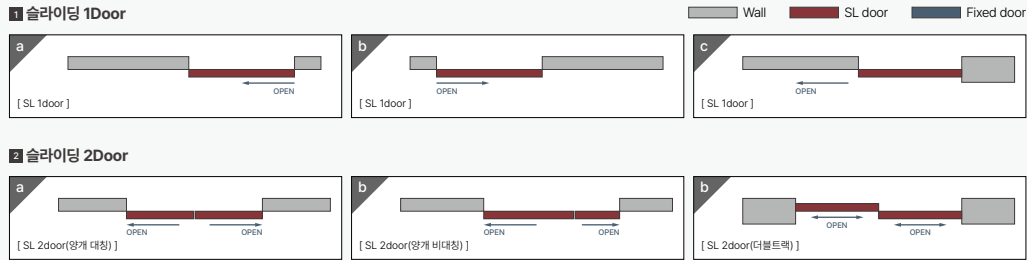 1 슬라이딩 1Door
Wall SL door Fixed door
a
OPEN
[ SL 1door ]
b
OPEN
[ SL 1door ]
c
OPEN
[ SL 1door ]
2 슬라이딩 2Door
a
OPEN OPEN
[ SL 2door(양개 대칭) ]
b
OPEN OPEN
[ SL 2door(양개 비대칭) ]
b
OPEN OPEN
[ SL 2door(더블트랙) ]